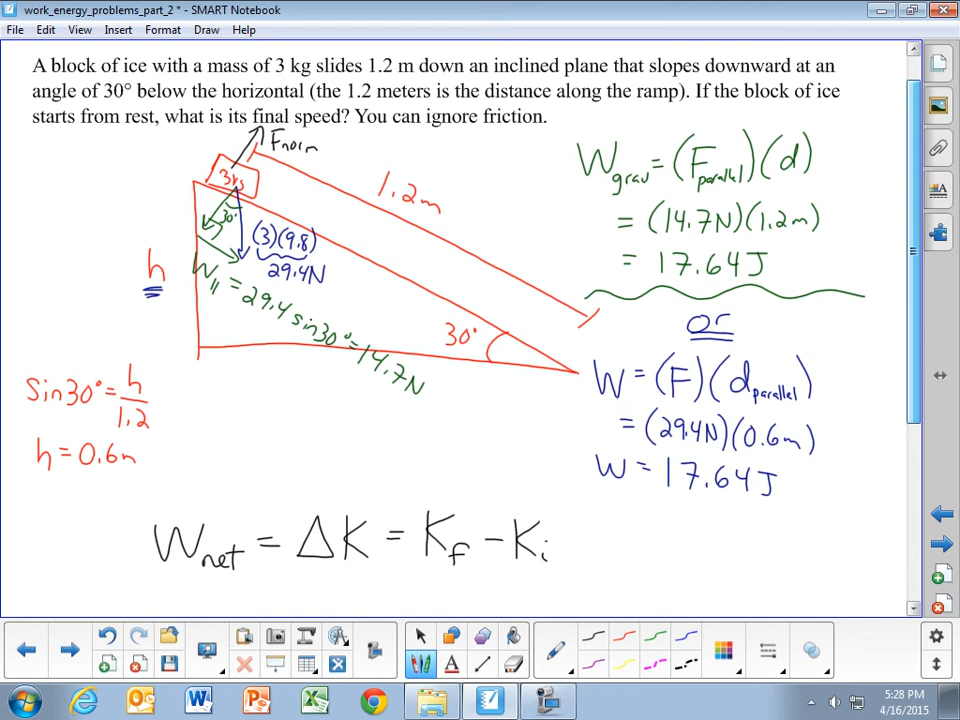 work_energy_problems_part_2 * - SMART Notebook
File Edit View Insert Format Draw Help
A block of ice with a mass of 3 kg slides 1.2 m down an inclined plane that slopes downward at an
angle of 30° below the horizontal (the 1.2 meters is the distance along the ramp). If the block of ice
starts from rest, what is its final speed? You can ignore friction.
Fnorm
3kg
1.2m
30°
(3)(9.8)
29.4N
h
W|| = 29.4 sin30° = 14.7N
30°
sin30° = h/1.2
h = 0.6m
Wgrav = (Fparallel)(d)
= (14.7N)(1.2m)
= 17.64J
or
W = (F)(dparallel)
= (29.4N)(0.6m)
W = 17.64J
Wnet = ΔK = Kf - Ki
5:28 PM
4/16/2015